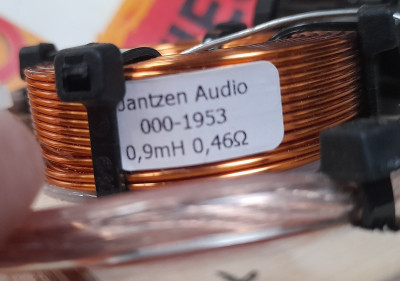 Jantzen Audio
000-1953
0,9mH 0,46Ω